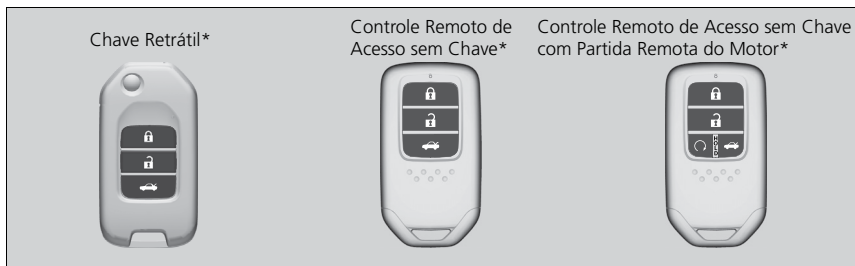 Chave Retrátil*
Controle Remoto de
Acesso sem Chave*
Controle Remoto de Acesso sem Chave
com Partida Remota do Motor*
HOLD